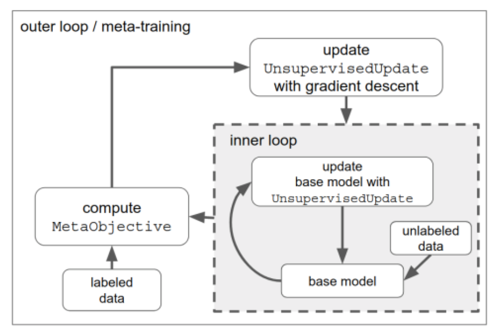 outer loop / meta-training
update
UnsupervisedUpdate
with gradient descent
inner loop
update
base model with
UnsupervisedUpdate
compute
MetaObjective
unlabeled
data
base model
labeled
data